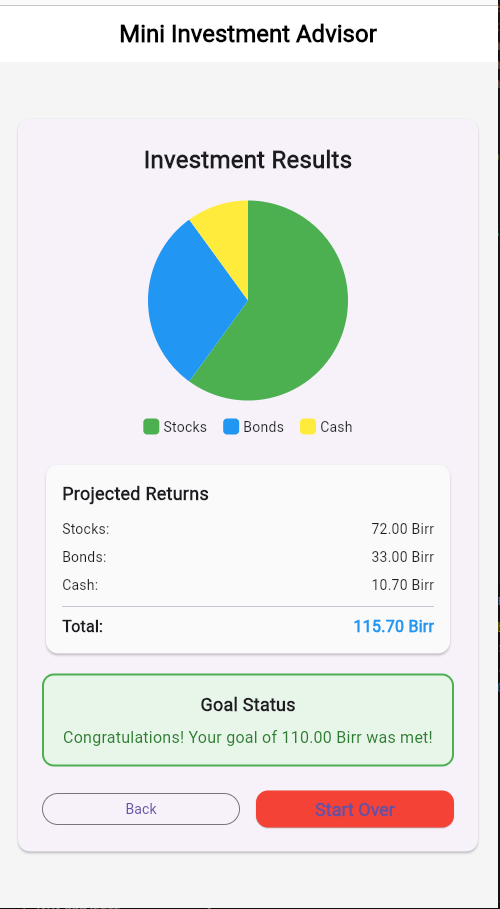 Mini Investment Advisor
Investment Results
Stocks Bonds Cash
Projected Returns
Stocks: 72.00 Birr
Bonds: 33.00 Birr
Cash: 10.70 Birr
Total: 115.70 Birr
Goal Status
Congratulations! Your goal of 110.00 Birr was met!
Back Start Over